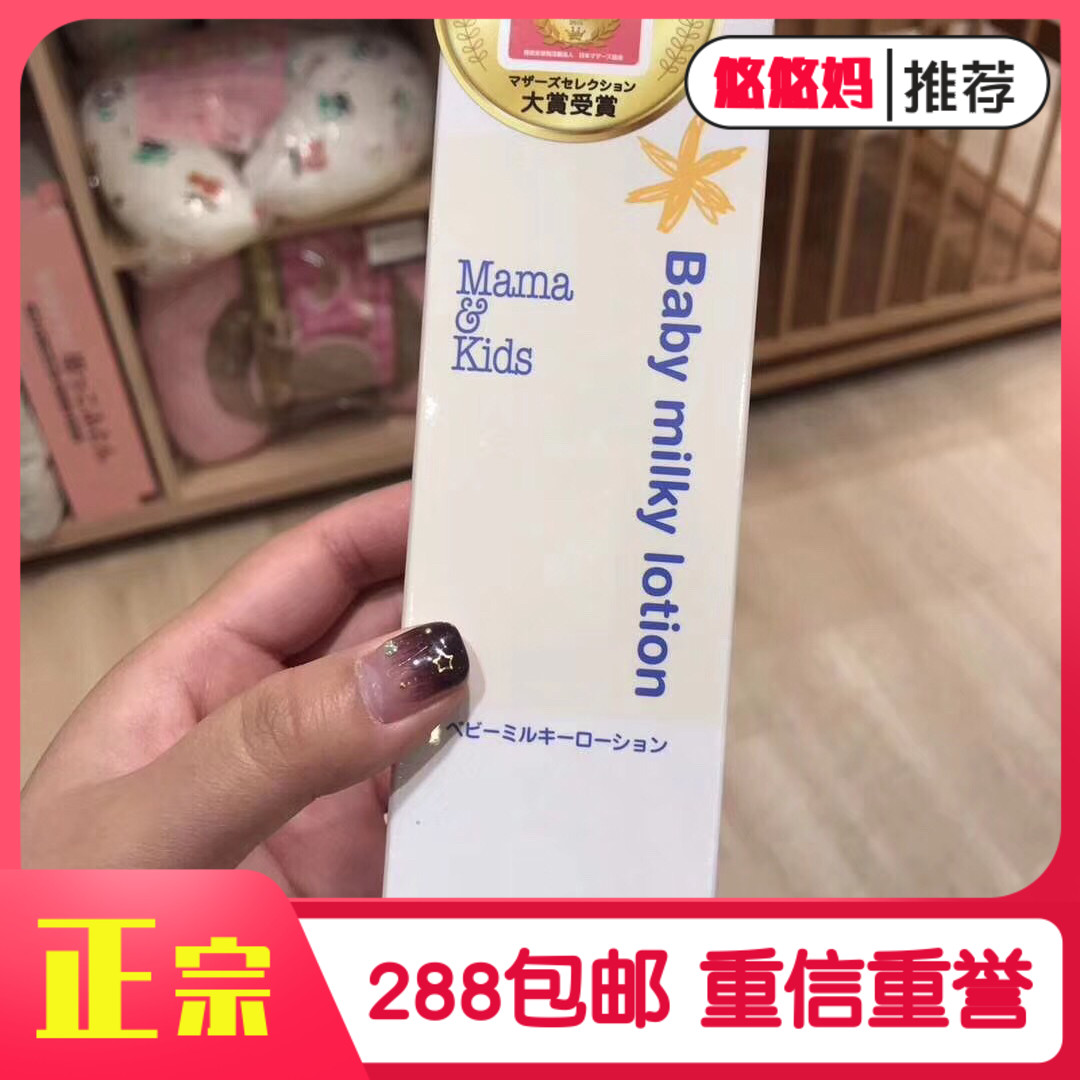 悠悠妈 推荐
マザーズセレクション
大賞受賞
Mama
&
Kids
Baby milky lotion
ベビーミルキーローション
正宗
288包邮 重信重誉